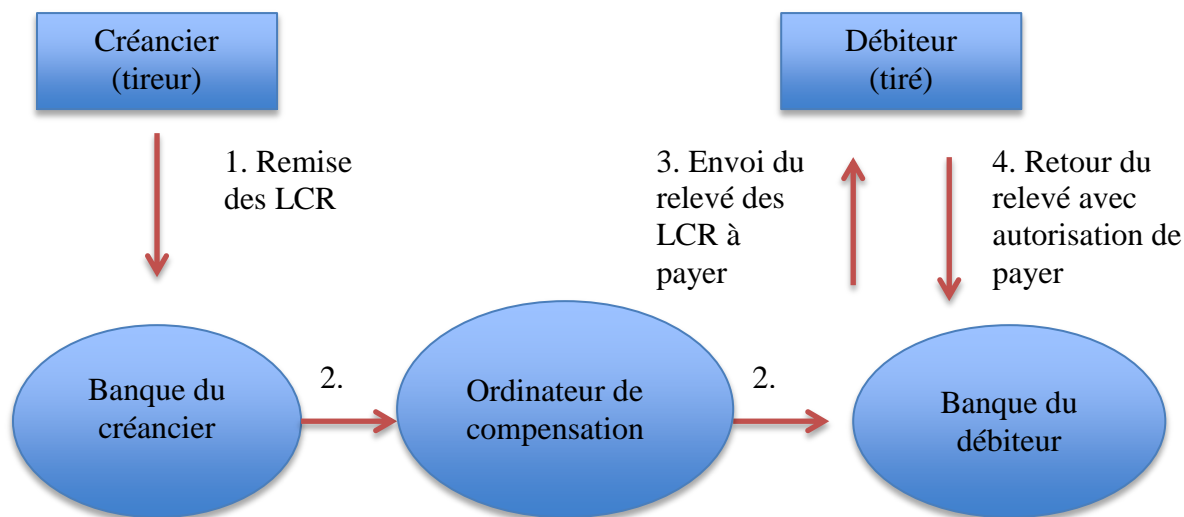 Créancier
(tireur)
Débiteur
(tiré)
1. Remise
des LCR
3. Envoi du
relevé des
LCR à
payer
4. Retour du
relevé avec
autorisation de
payer
Banque du
créancier
2.
Ordinateur de
compensation
2.
Banque du
débiteur